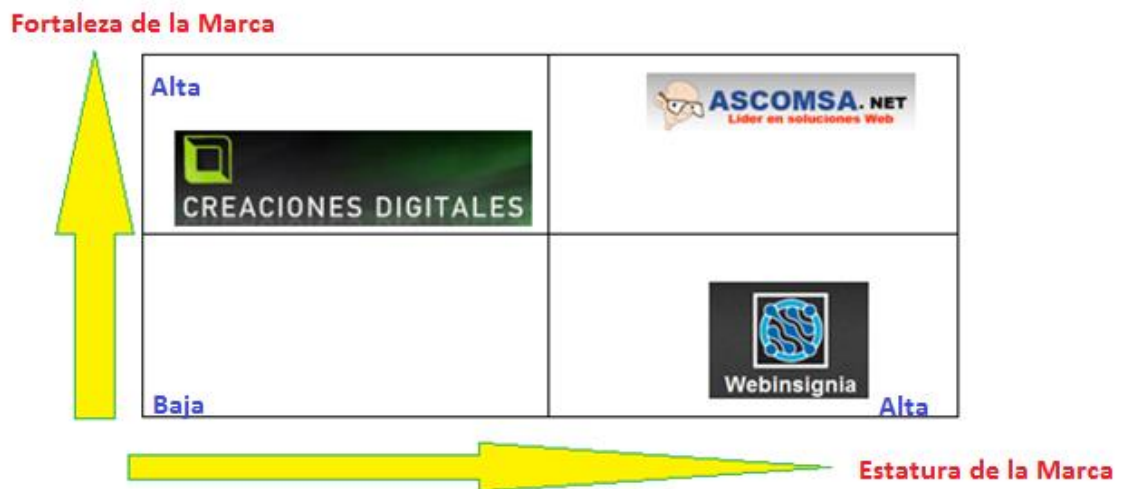 Fortaleza de la Marca
Alta
ASCOMSA. NET
Lider en soluciones Web
CREACIONES DIGITALES
Webinsignia
Baja
Alta
Estatura de la Marca